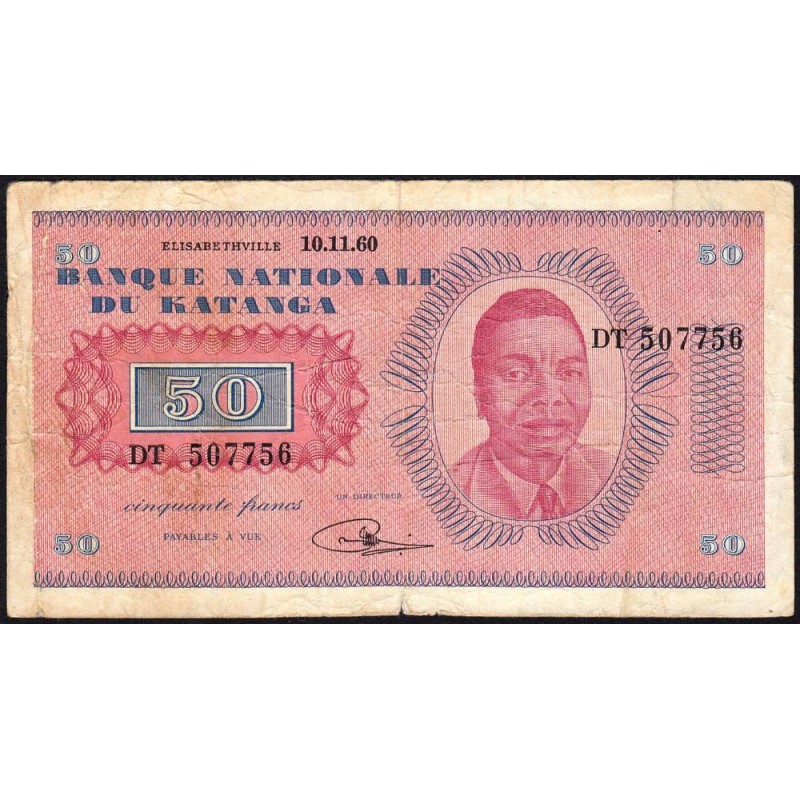 50 ELISABETHVILLE 10.11.60 50
BANQUE NATIONALE
DU KATANGA
DT 507756
50
DT 507756
cinquante francs
UN DIRECTEUR
PAYABLES À VUE
50 50